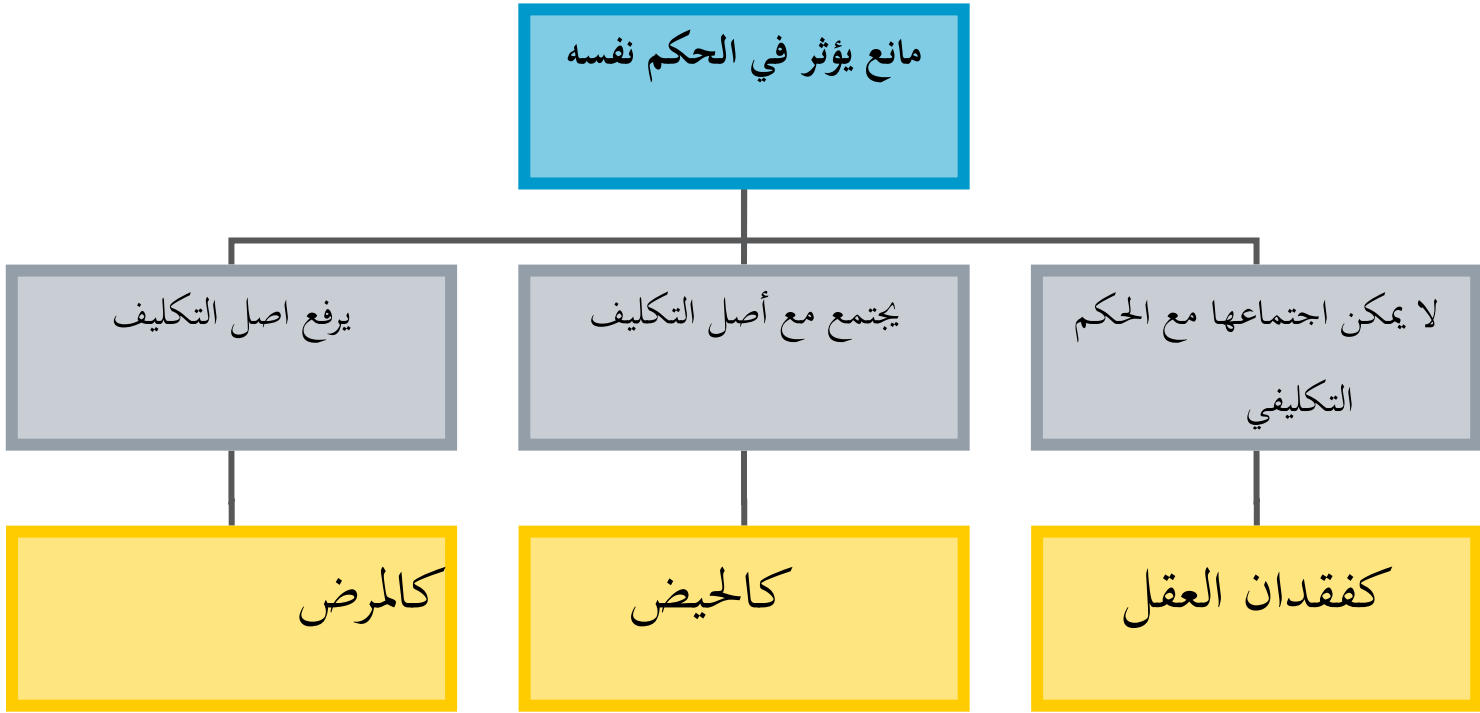 مانع يؤثر في الحكم نفسه
لا يمكن اجتماعها مع الحكم
التكليفي
يجتمع مع أصل التكليف
يرفع اصل التكليف
كفقدان العقل
كالحيض
كالمرض